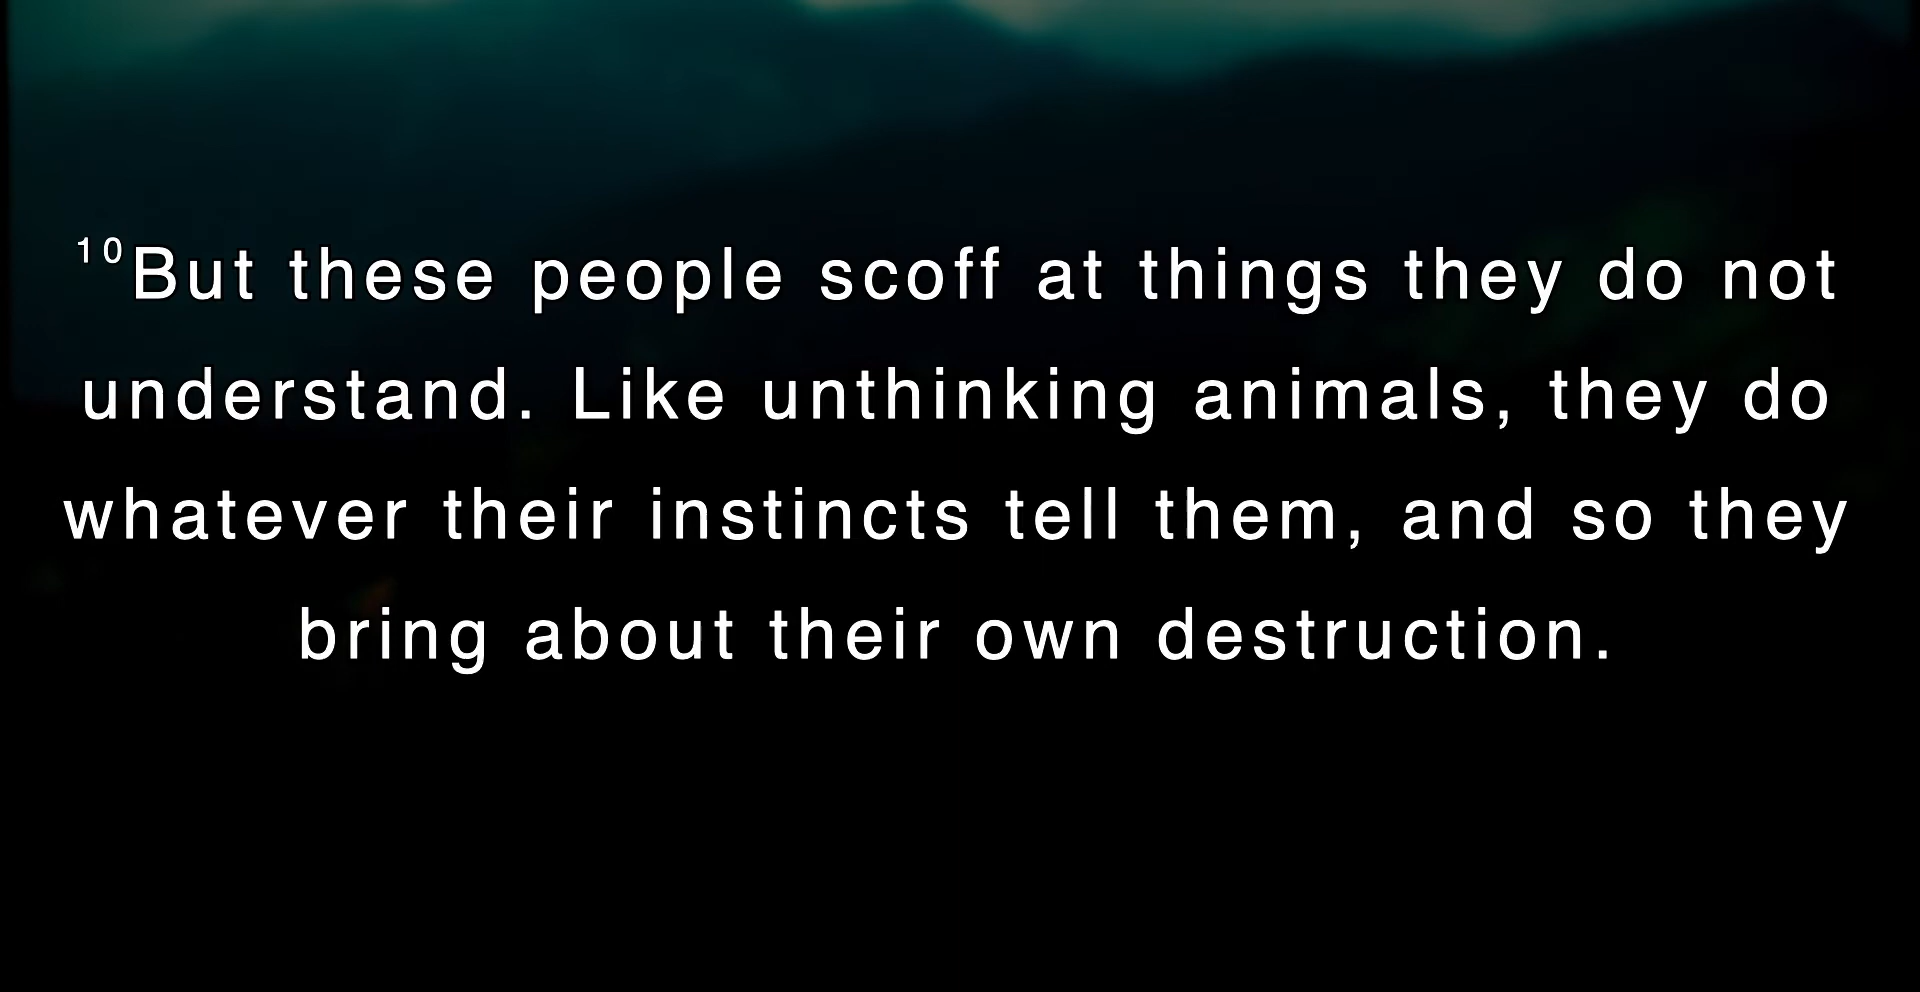 10But these people scoff at things they do not
understand. Like unthinking animals, they do
whatever their instincts tell them, and so they
bring about their own destruction.